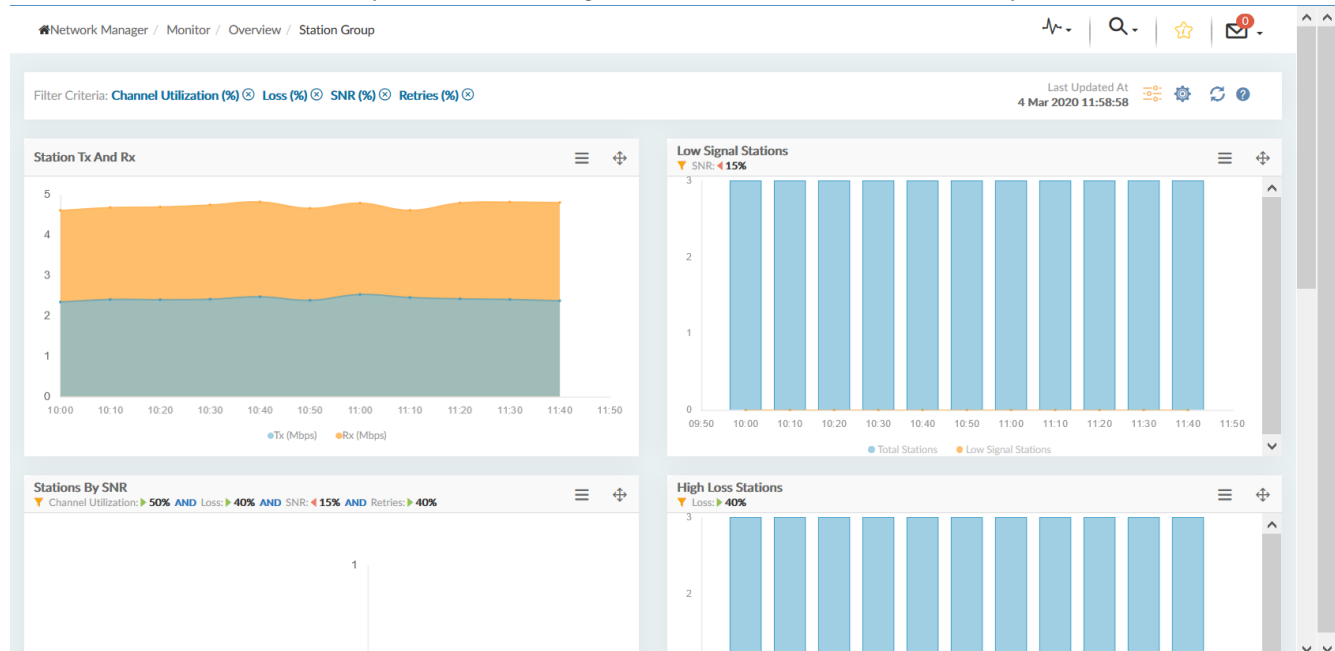 Network Manager / Monitor / Overview / Station Group
0
Filter Criteria: Channel Utilization (%) Loss (%) SNR (%) Retries (%)
Last Updated At
4 Mar 2020 11:58:58
Station Tx And Rx
5
4
3
2
1
0
10:00 10:10 10:20 10:30 10:40 10:50 11:00 11:10 11:20 11:30 11:40 11:50
Tx (Mbps) Rx (Mbps)
Low Signal Stations
SNR: 15%
3
2
1
0
09:50 10:00 10:10 10:20 10:30 10:40 10:50 11:00 11:10 11:20 11:30 11:40 11:50
Total Stations Low Signal Stations
Stations By SNR
Channel Utilization: 50% AND Loss: 40% AND SNR: 15% AND Retries: 40%
1
High Loss Stations
Loss: 40%
3
2